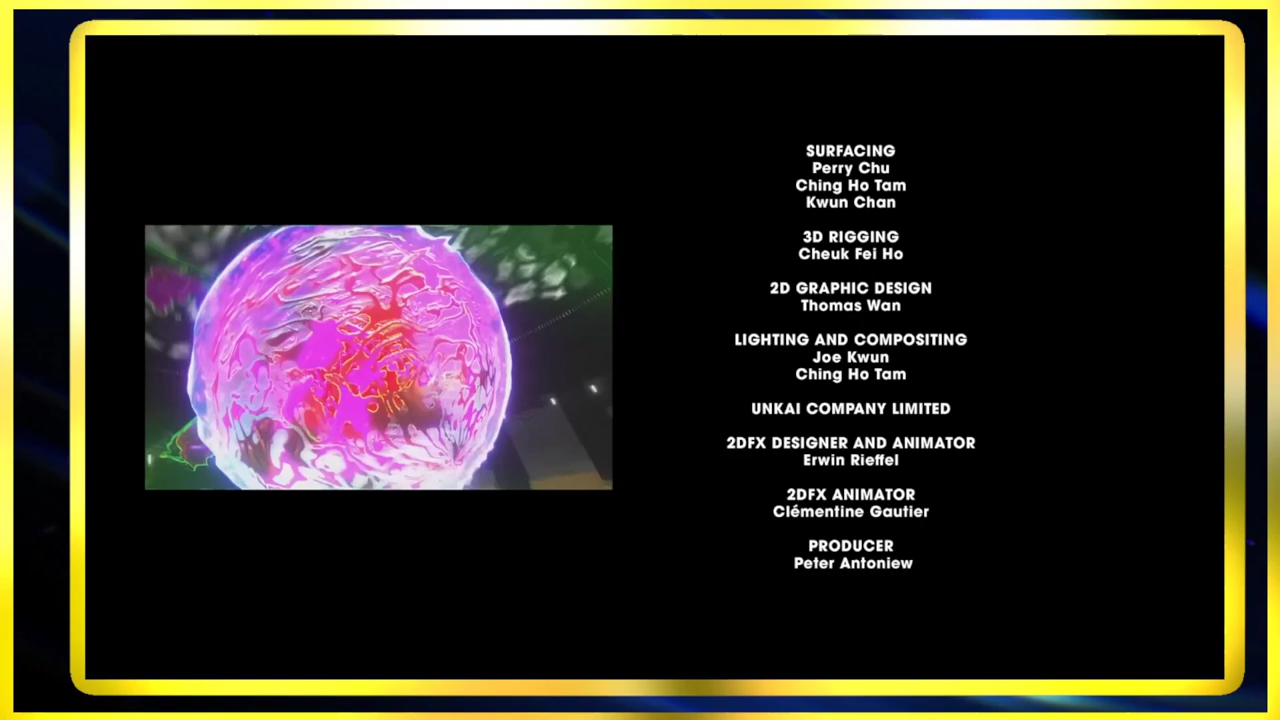 SURFACING
Perry Chu
Ching Ho Tam
Kwun Chan
3D RIGGING
Cheuk Fei Ho
2D GRAPHIC DESIGN
Thomas Wan
LIGHTING AND COMPOSITING
Joe Kwun
Ching Ho Tam
UNKAI COMPANY LIMITED
2DFX DESIGNER AND ANIMATOR
Erwin Rieffel
2DFX ANIMATOR
Clémentine Gautier
PRODUCER
Peter Antoniew